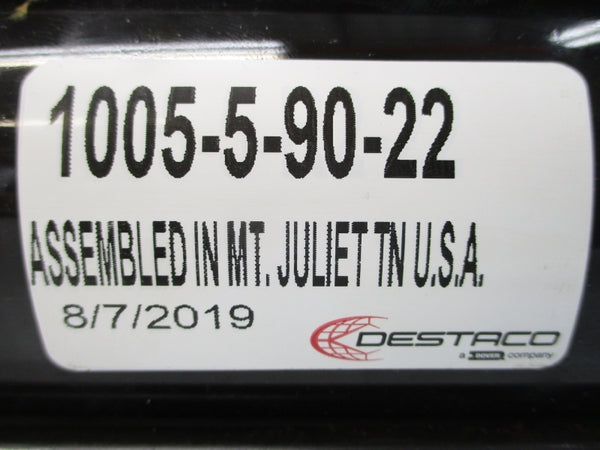 1005-5-90-22
ASSEMBLED IN MT. JULIET TN U.S.A.
8/7/2019
DESTACO
a DOVER company